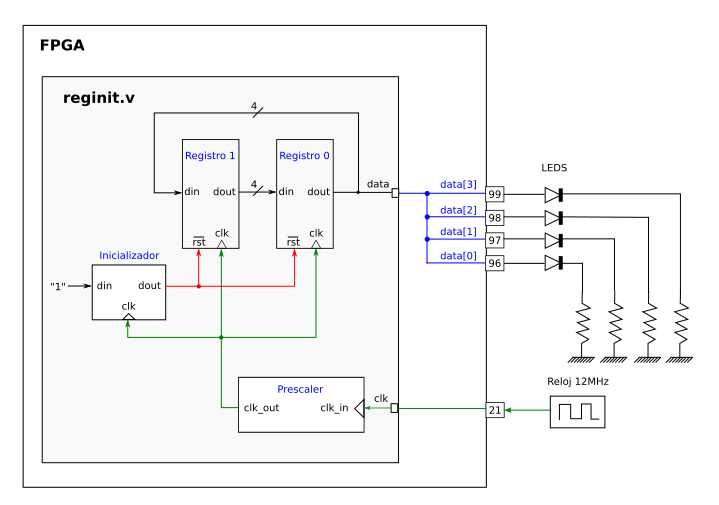 FPGA
reginit.v
4
Registro 1
Registro 0
din
dout
4
din
dout
data
rst
clk
rst
clk
Inicializador
"1"
din
dout
clk
Prescaler
clk_out
clk_in
clk
data[3]
99
data[2]
98
data[1]
97
data[0]
96
LEDS
21
Reloj 12MHz